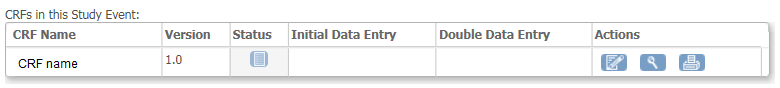 CRFs in this Study Event:
CRF Name Version Status Initial Data Entry Double Data Entry Actions
CRF name 1.0